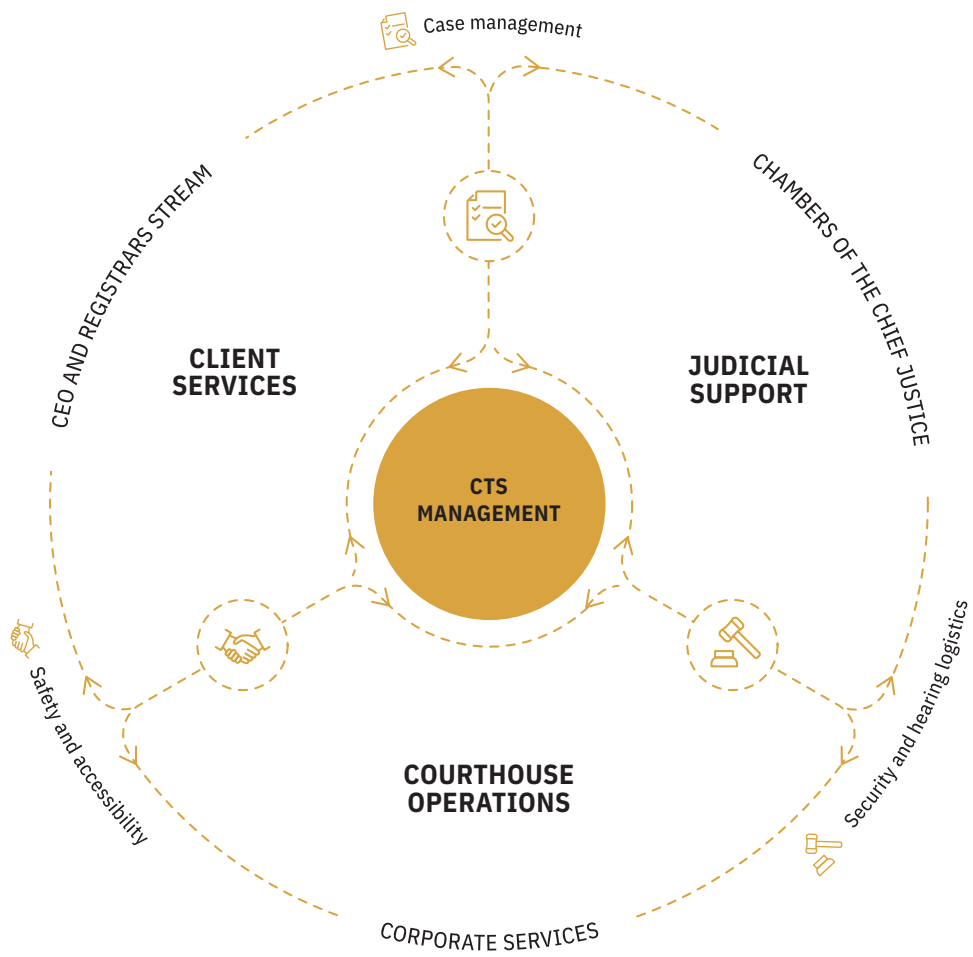 Case management
CEO AND REGISTRARS STREAM
CHAMBERS OF THE CHIEF JUSTICE
CLIENT
SERVICES
JUDICIAL
SUPPORT
CTS
MANAGEMENT
Safety and accessibility
Security and hearing logistics
COURTHOUSE
OPERATIONS
CORPORATE SERVICES